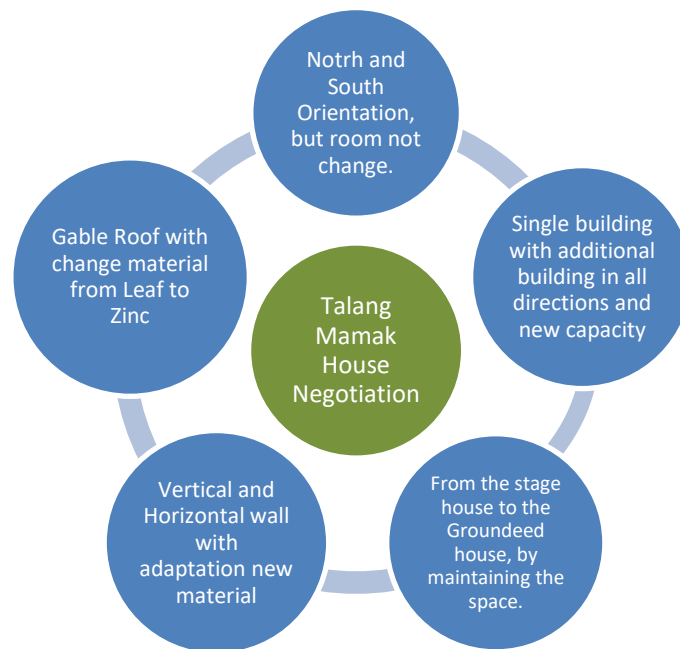 Notrh and
South
Orientation,
but room not
change.
Single building
with additional
building in all
directions and
new capacity
From the stage
house to the
Groundeed
house, by
maintaining the
space.
Vertical and
Horizontal wall
with
adaptation new
material
Gable Roof with
change material
from Leaf to
Zinc
Talang
Mamak
House
Negotiation